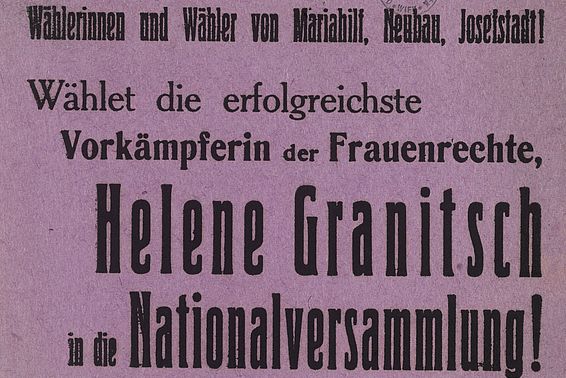 Wählerinnen und Wähler von Mariahilf, Neubau, Josefstadt!
Wählet die erfolgreichste
Vorkämpferin der Frauenrechte,
Helene Granitsch
in die Nationalversammlung!